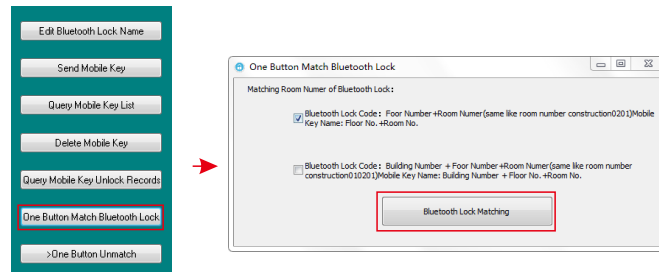 Edit Bluetooth Lock Name
Send Mobile Key
Query Mobile Key List
Delete Mobile Key
Query Mobile Key Unlock Records
One Button Match Bluetooth Lock
>One Button Unmatch
One Button Match Bluetooth Lock
Matching Room Numer of Bluetooth Lock:
Bluetooth Lock Code: Foor Number+Room Numer(same like room number construction0201)Mobile
Key Name: Floor No. +Room No.
Bluetooth Lock Code: Building Number + Foor Number+Room Numer(same like room number
construction010201)Mobile Key Name: Building Number + Floor No. +Room No.
Bluetooth Lock Matching